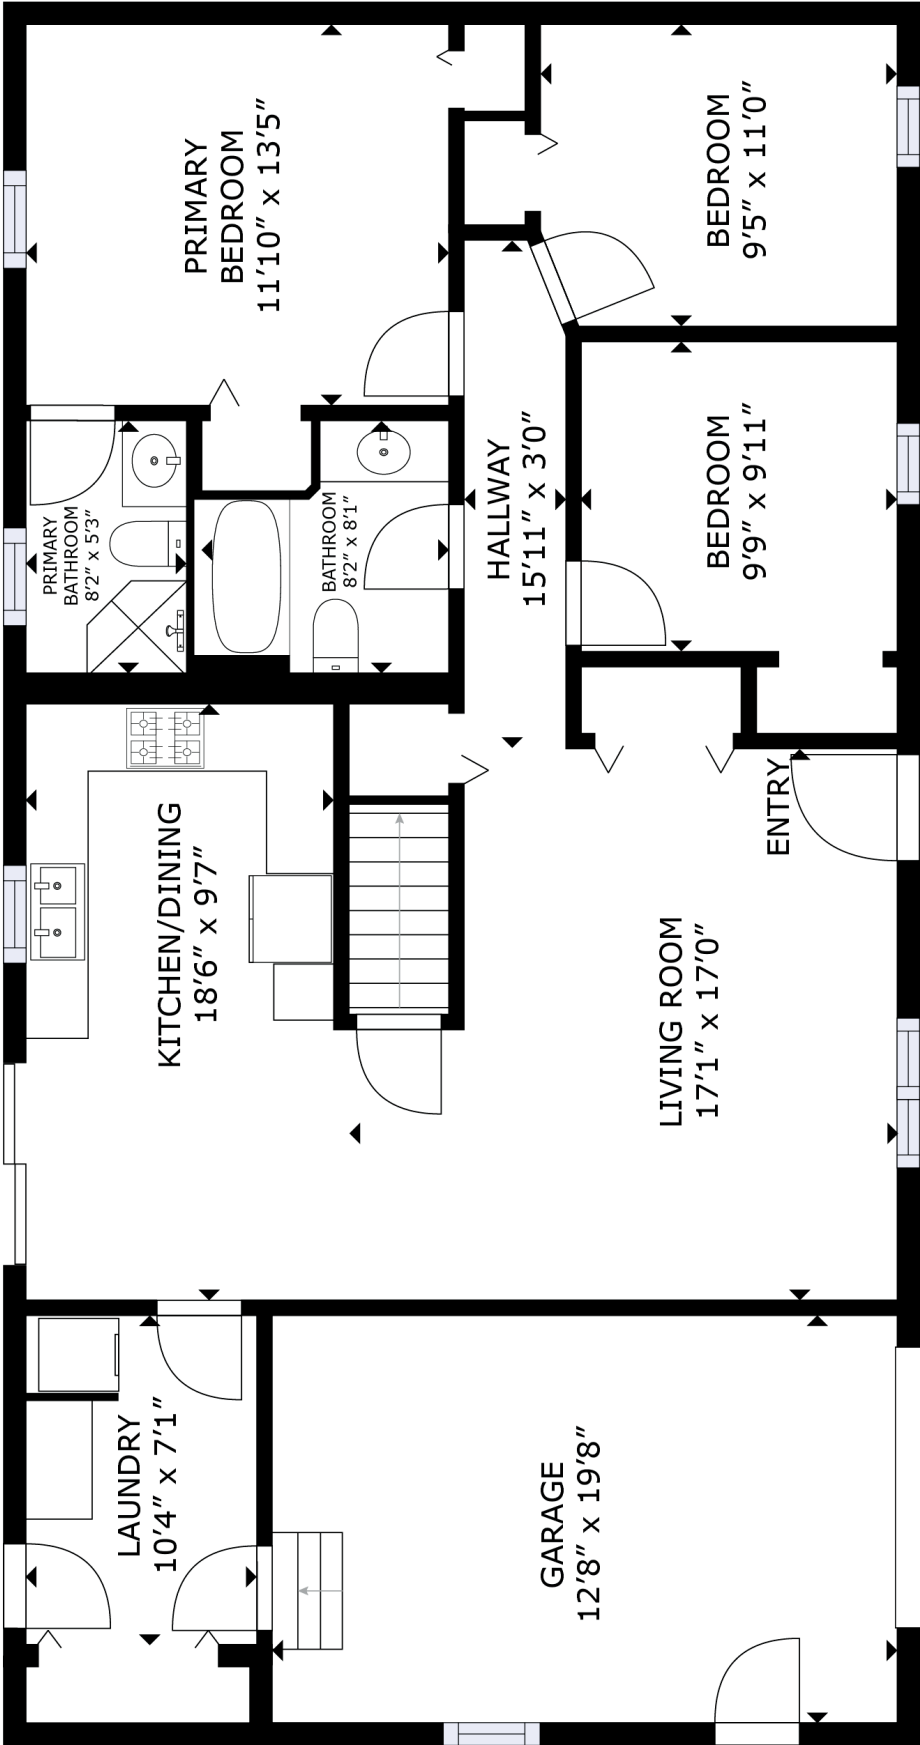 PRIMARY
BEDROOM
11'10" x 13'5"
BEDROOM
9'5" x 11'0"
PRIMARY
BATHROOM
8'2" x 5'3"
BATHROOM
8'2" x 8'1"
HALLWAY
15'11" x 3'0"
BEDROOM
9'9" x 9'11"
KITCHEN/DINING
18'6" x 9'7"
ENTRY
LIVING ROOM
17'1" x 17'0"
LAUNDRY
10'4" x 7'1"
GARAGE
12'8" x 19'8"